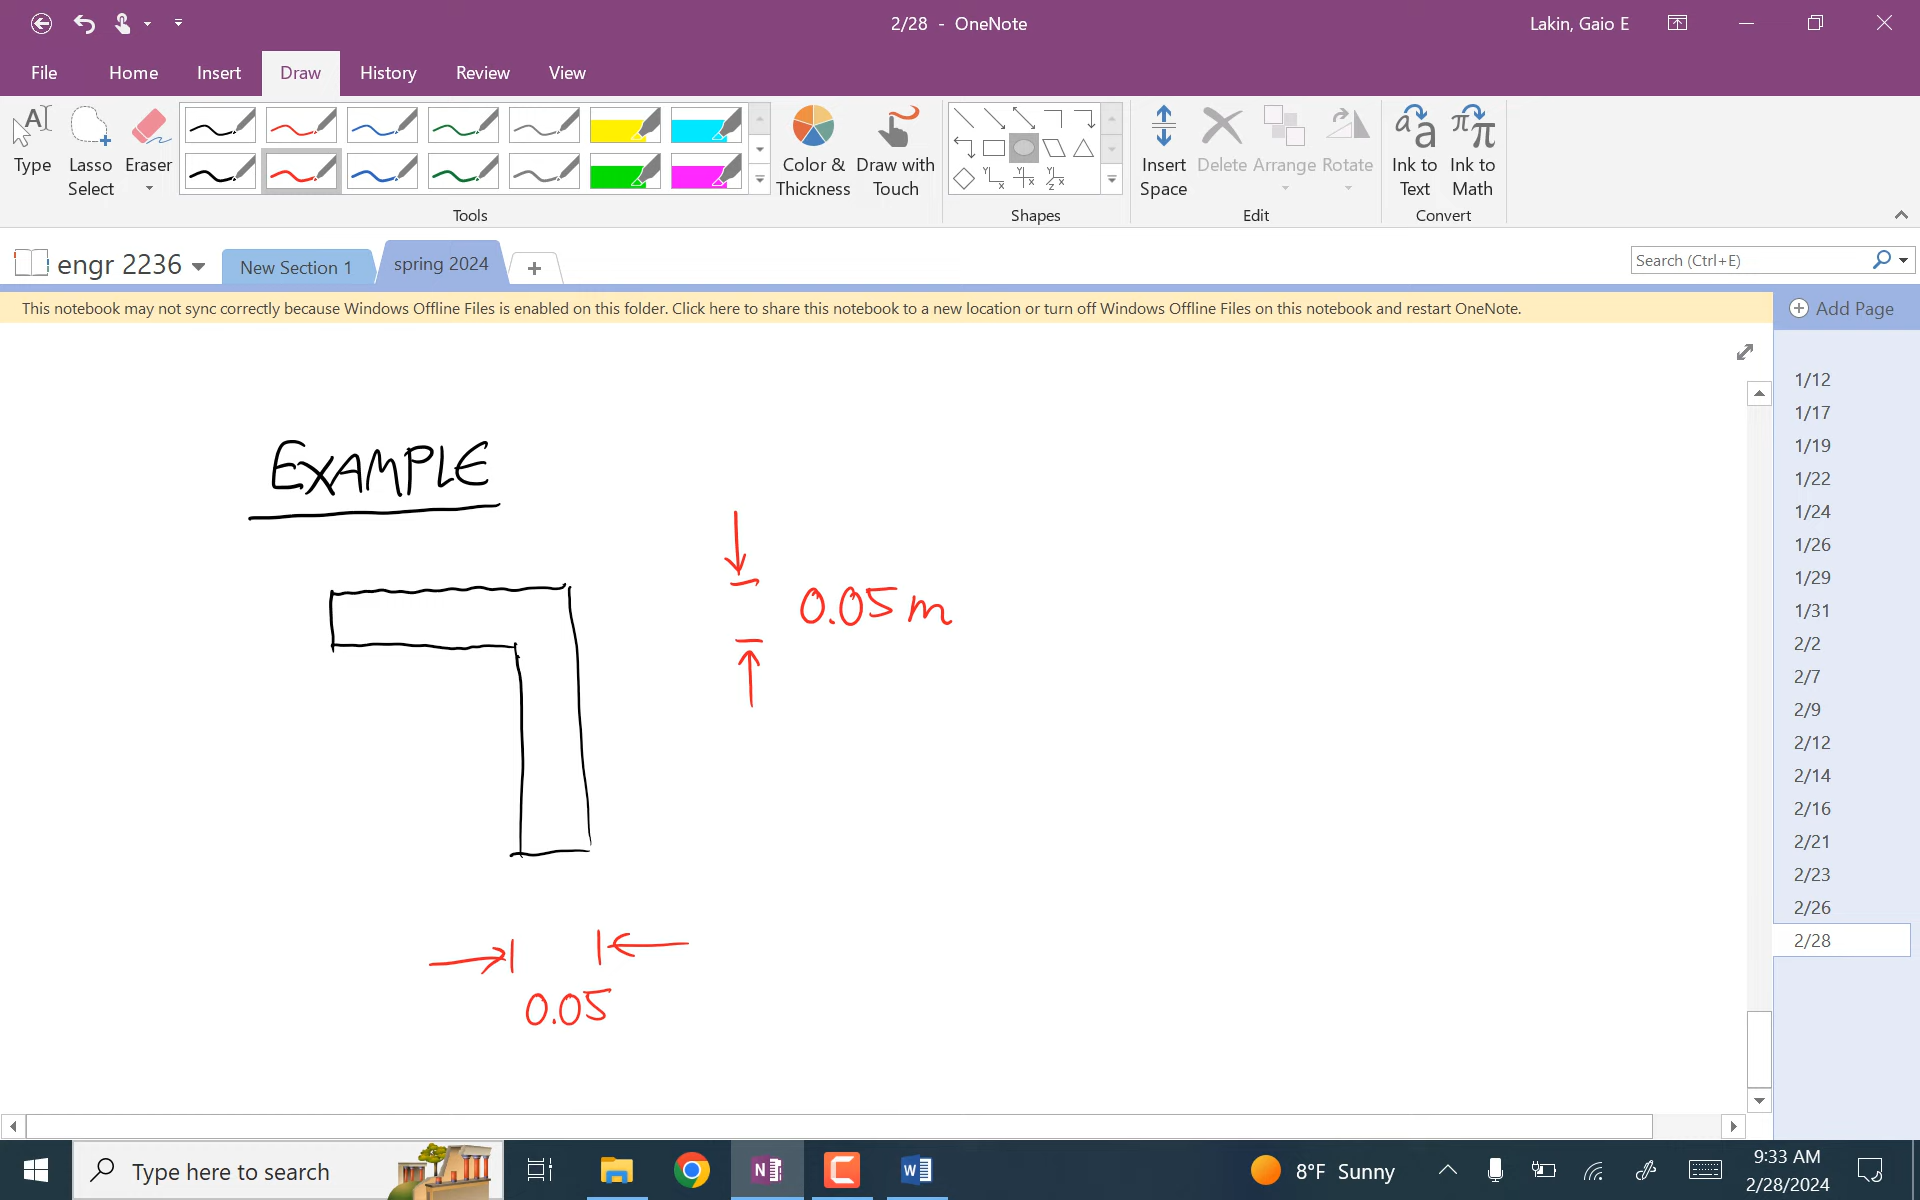 2/28 - OneNote
Lakin, Gaio E
File Home Insert Draw History Review View
Type
Lasso Select
Eraser
Color & Thickness
Draw with Touch
Insert Space
Delete
Arrange
Rotate
Ink to Text
Ink to Math
Tools
Shapes
Edit
Convert
engr 2236
New Section 1
spring 2024
Search (Ctrl+E)
This notebook may not sync correctly because Windows Offline Files is enabled on this folder. Click here to share this notebook to a new location or turn off Windows Offline Files on this notebook and restart OneNote.
Add Page
1/12
1/17
1/19
1/22
1/24
1/26
1/29
1/31
2/2
2/7
2/9
2/12
2/14
2/16
2/21
2/23
2/26
2/28
EXAMPLE
0.05 m
0.05
Type here to search
8°F Sunny
9:33 AM
2/28/2024